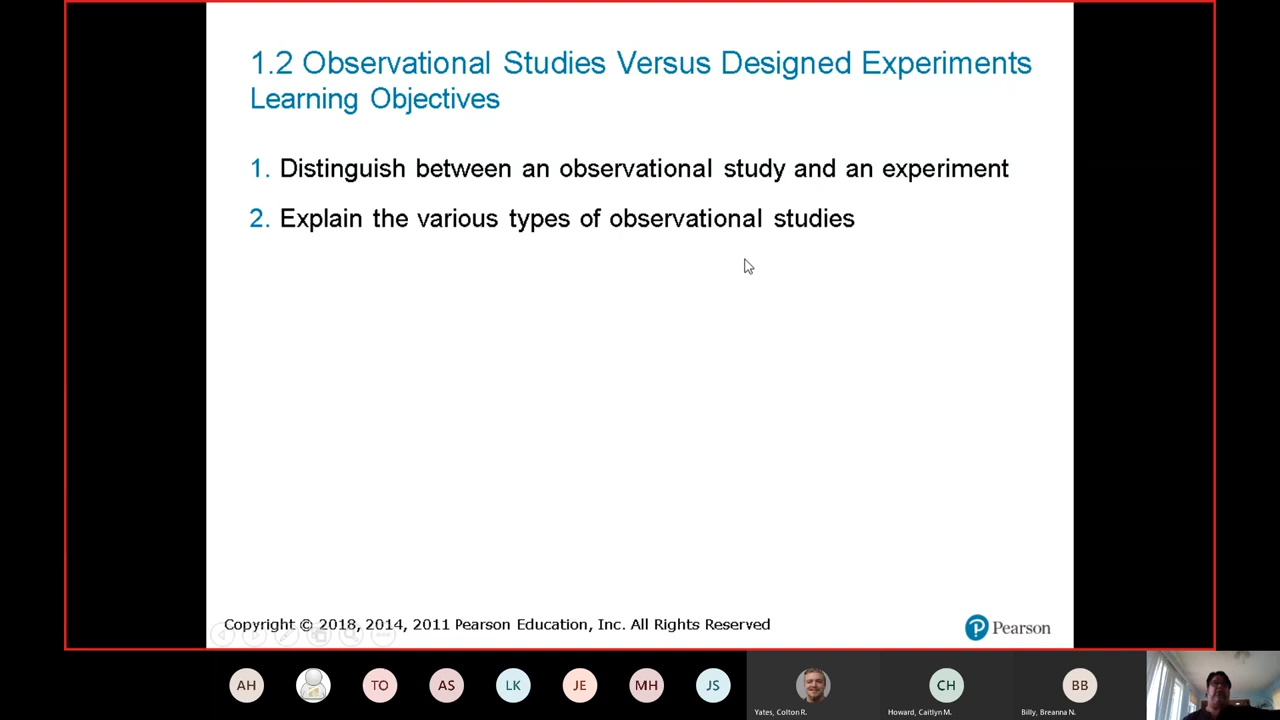 1.2 Observational Studies Versus Designed Experiments
Learning Objectives
1. Distinguish between an observational study and an experiment
2. Explain the various types of observational studies
Copyright © 2018, 2014, 2011 Pearson Education, Inc. All Rights Reserved
P Pearson
AH TO AS LK JE MH JS CH BB
Yates, Colton R. Howard, Caitlyn M. Billy, Breanna N.